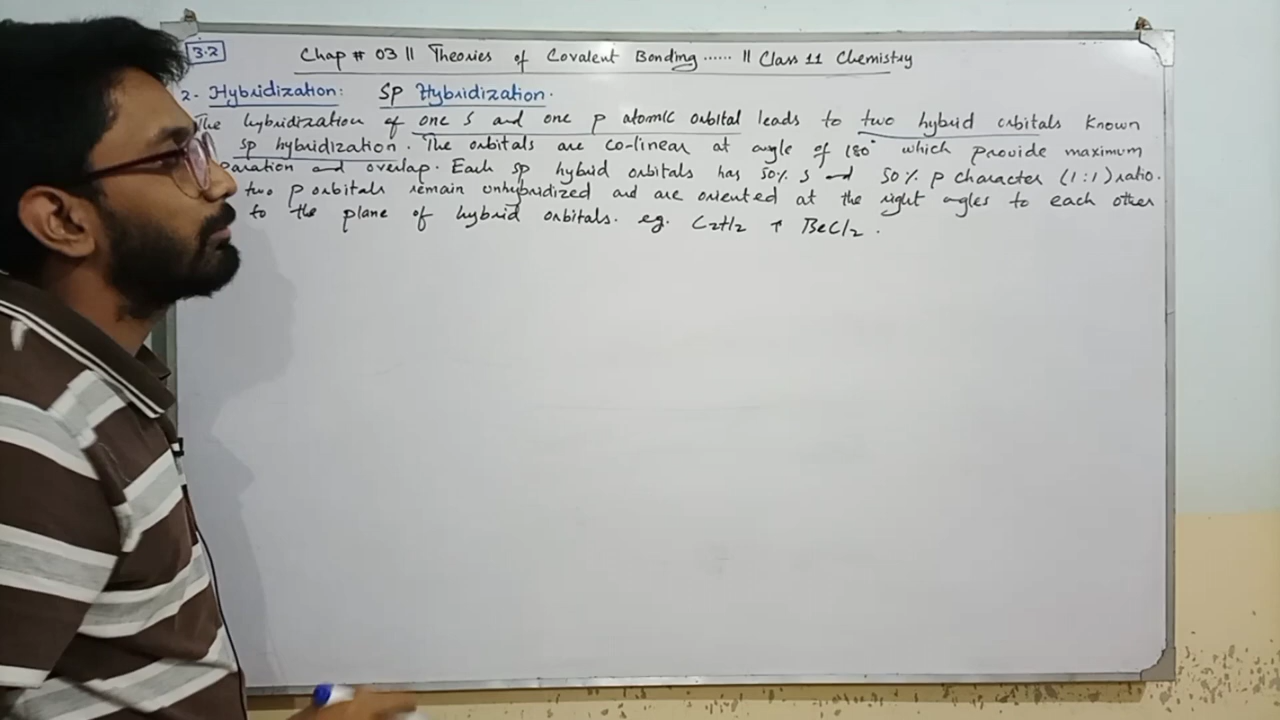 3.2
Chap # 03 || Theories of Covalent Bonding ...... || Class 11 Chemistry
2- Hybridization: SP Hybridization.
The hybridization of one s and one p atomic orbital leads to two hybrid orbitals known
sp hybridization. The orbitals are co-linear at angle of 180° which provide maximum
paration and overlap. Each sp hybrid orbitals has 50% s and 50% p character (1:1) ratio.
two p orbitals remain unhybridized and are oriented at the right angles to each other
to the plane of hybrid orbitals. eg. C2H2 + BeCl2.